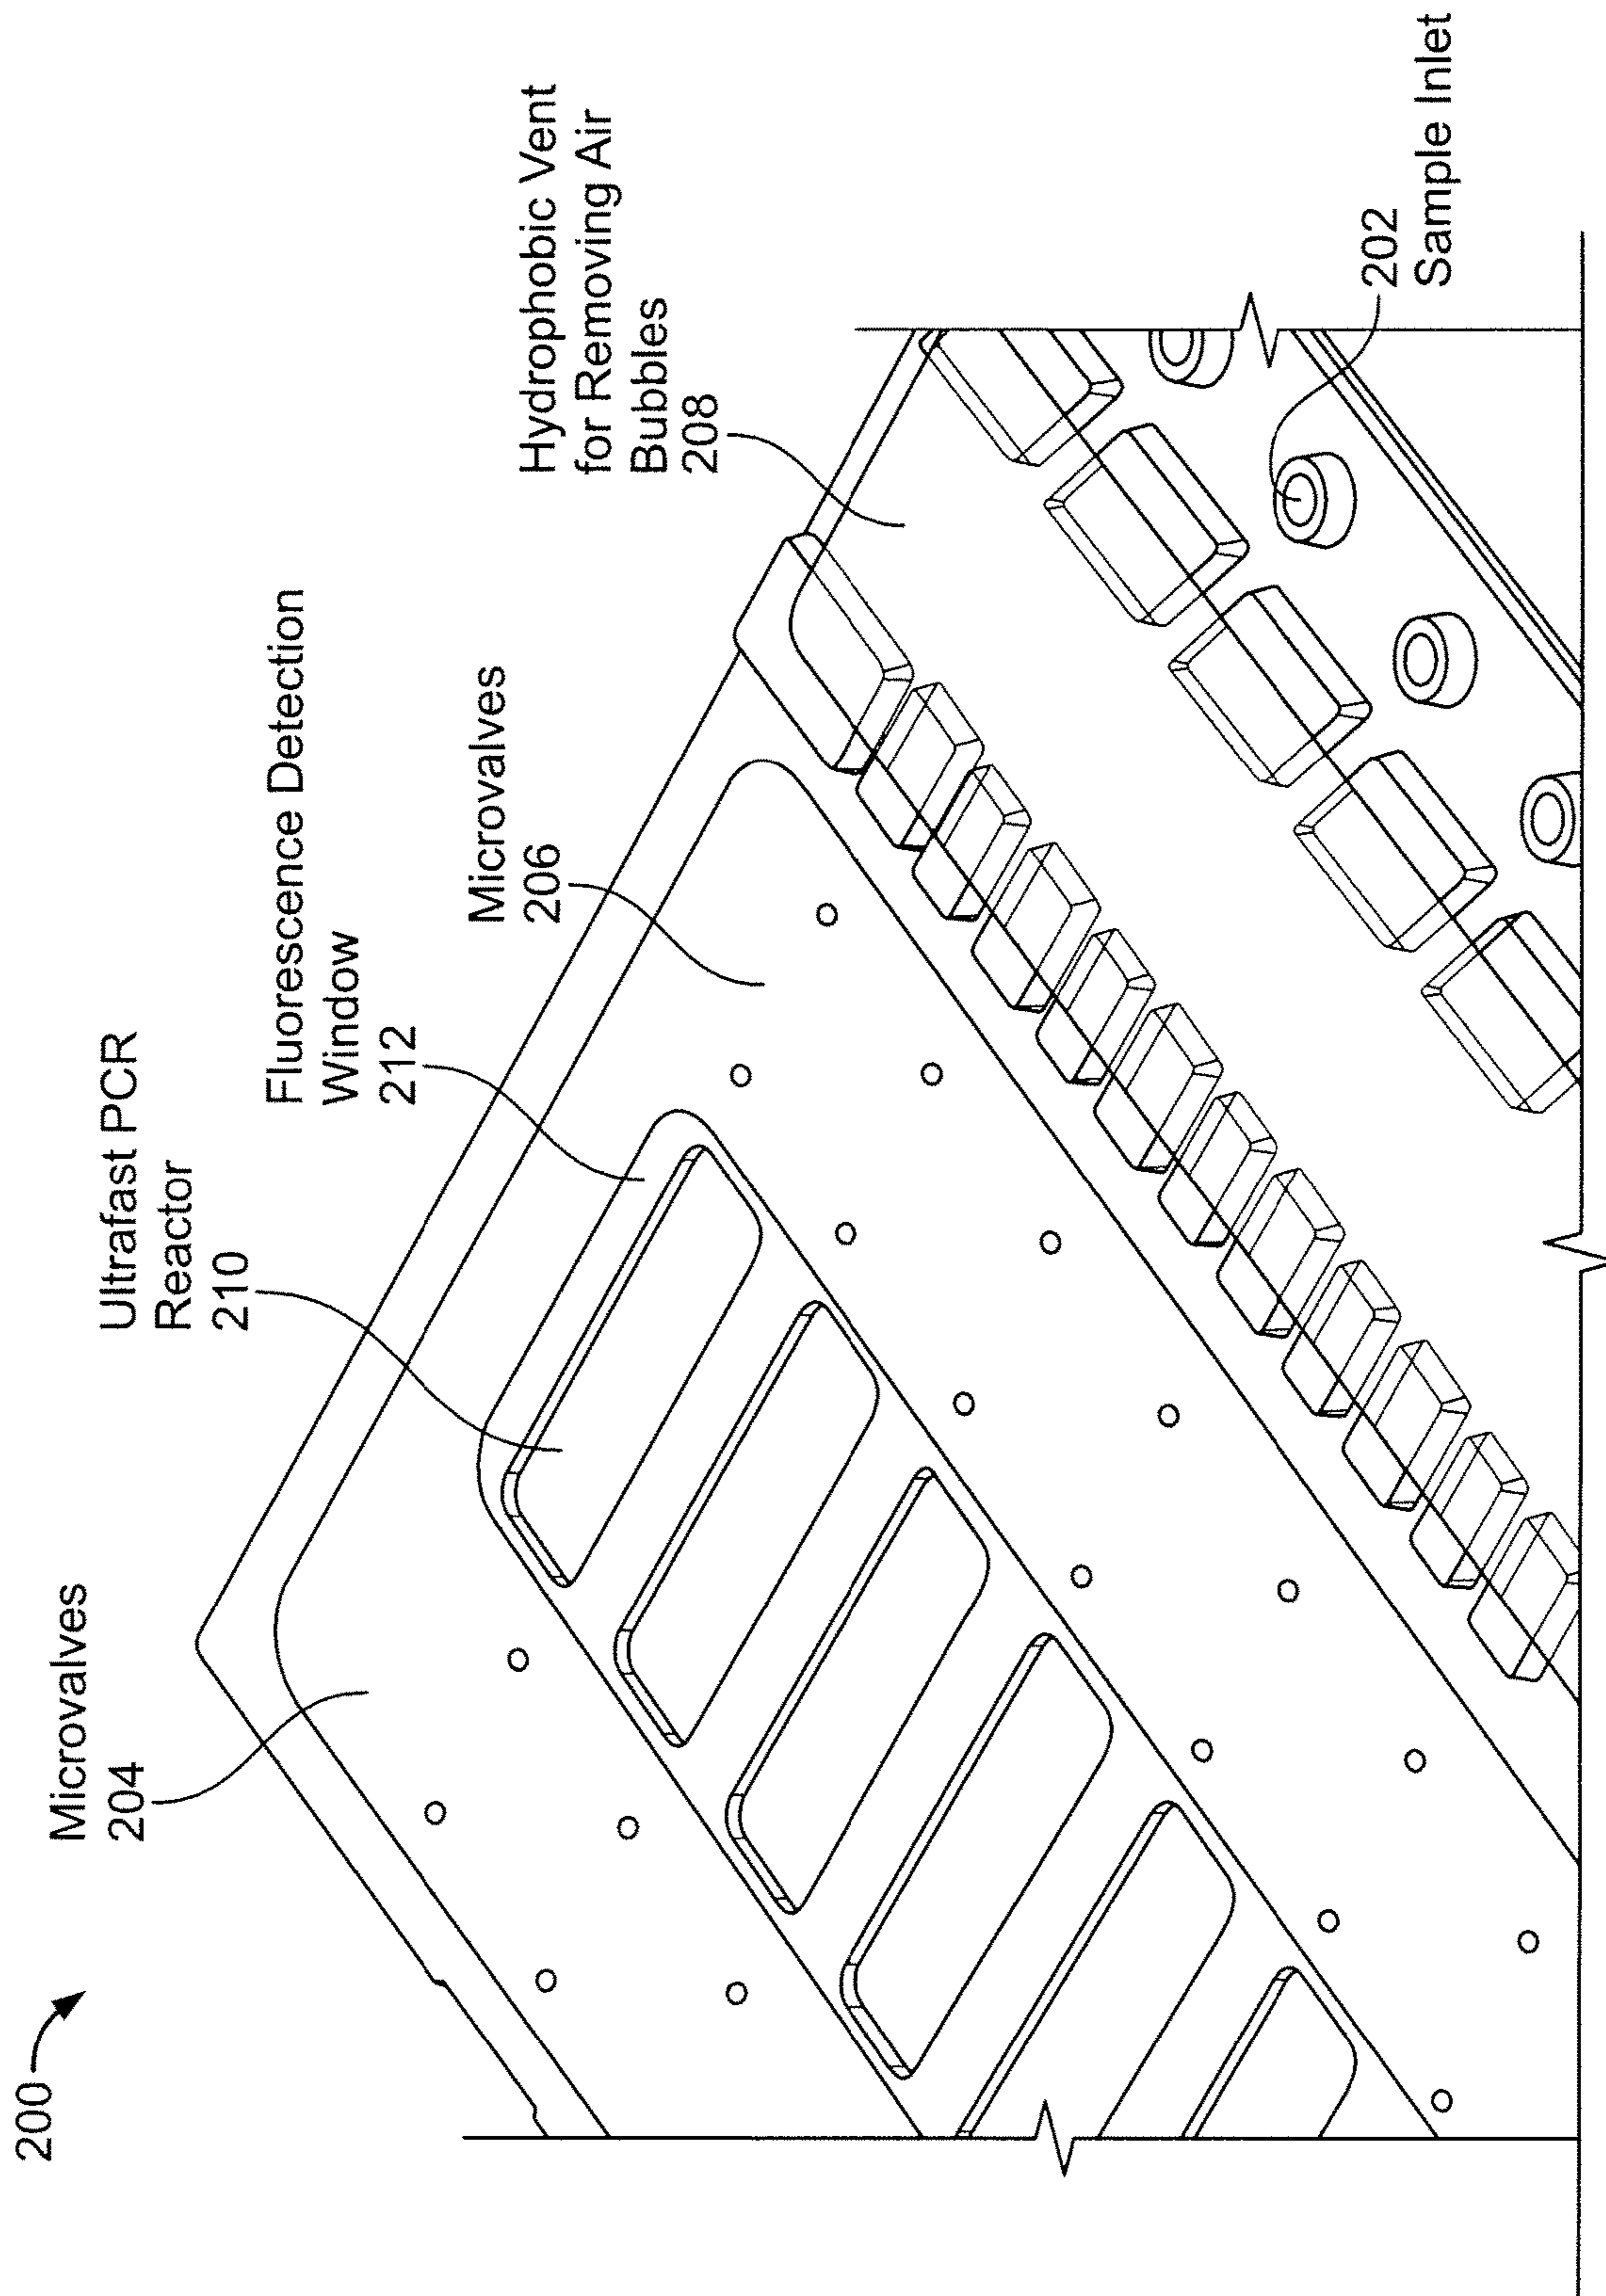 200
Microvalves
204
Ultrafast PCR
Reactor
210
Fluorescence Detection
Window
212
Microvalves
206
Hydrophobic Vent
for Removing Air
Bubbles
208
202
Sample Inlet